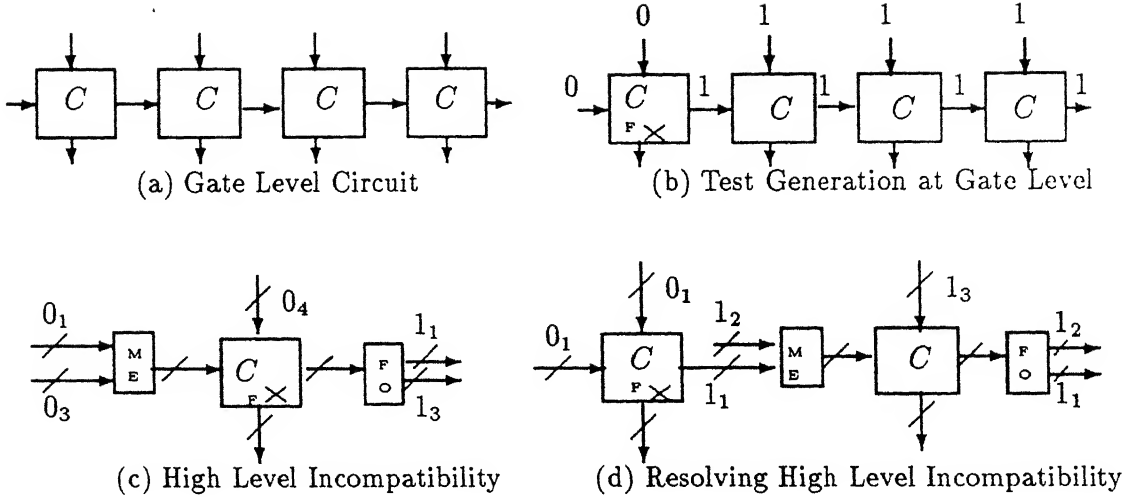 0 1 1 1
C C C C
0 C 1 C 1 C 1 C 1
F
(a) Gate Level Circuit
(b) Test Generation at Gate Level
0₁ 0₄ 1₁
M E
C
F
F O
0₃ 1₃
0₁ 0₁ 1₂ 1₃ 1₂
C
F
M E
C
F O
1₁ 1₁
(c) High Level Incompatibility
(d) Resolving High Level Incompatibility